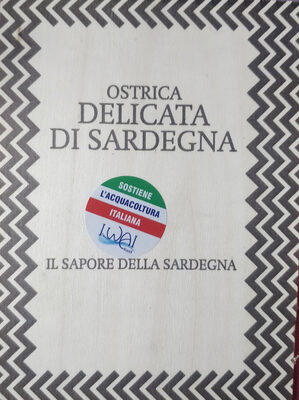 OSTRICA
DELICATA
DI SARDEGNA
SOSTIENE
L'ACQUACOLTURA
ITALIANA
IL SAPORE DELLA SARDEGNA